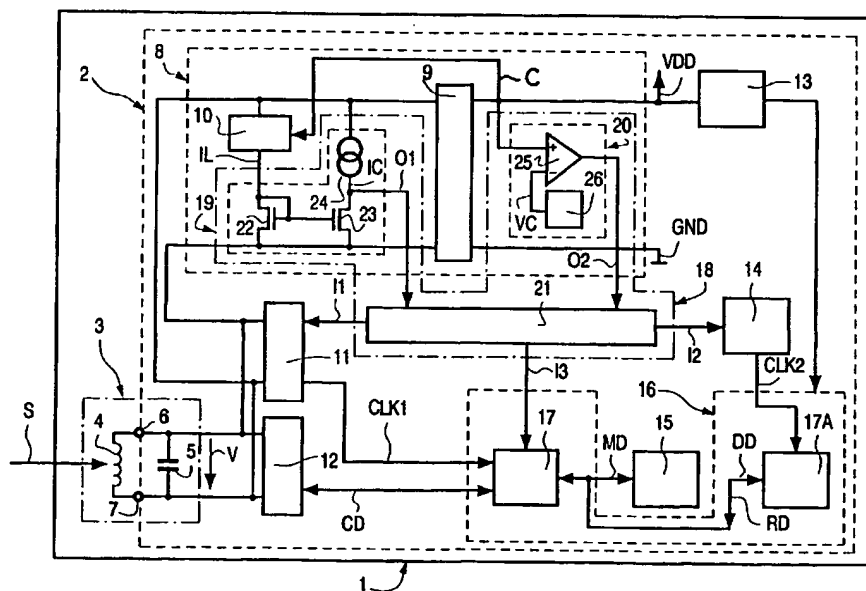 2
8
9
C
VDD
13
10
IL
IC
O1
24
22
23
19
+
-
25
20
VC
26
O2
GND
18
I1
21
I2
14
11
I3
CLK2
3
6
16
S
4
5
V
7
12
CLK1
CD
17
MD
15
DD
17A
RD
1